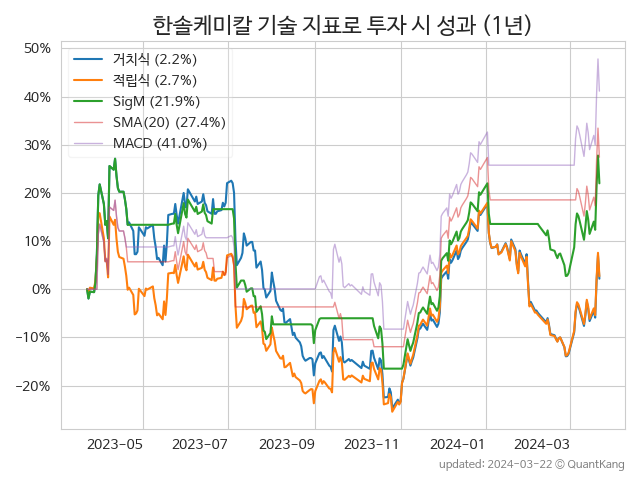 한솔케미칼 기술 지표로 투자 시 성과 (1년)
거치식 (2.2%)
적립식 (2.7%)
SigM (21.9%)
SMA(20) (27.4%)
MACD (41.0%)
50%
40%
30%
20%
10%
0%
−10%
−20%
2023-05 2023-07 2023-09 2023-11 2024-01 2024-03
updated: 2024-03-22 © QuantKang